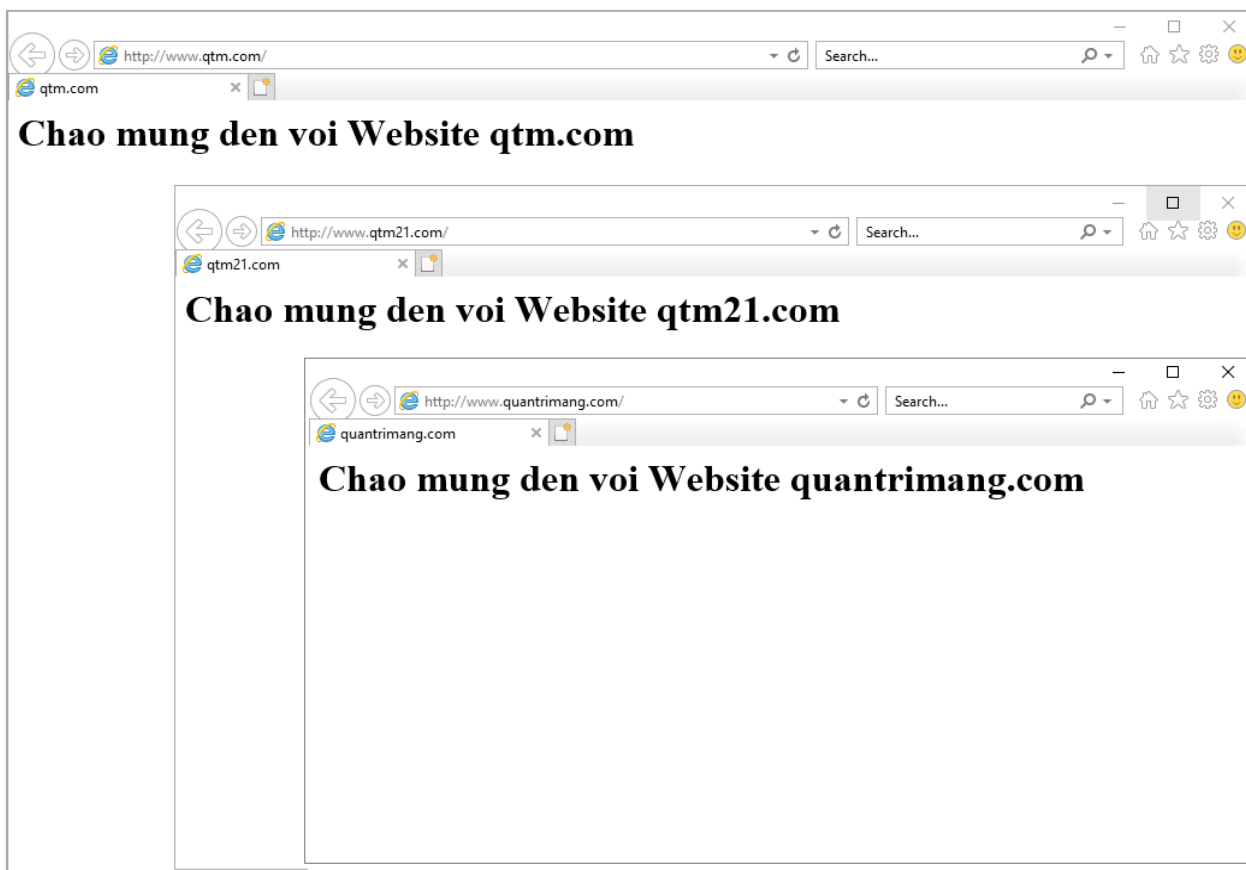 http://www.qtm.com/ Search...
qtm.com
Chao mung den voi Website qtm.com
http://www.qtm21.com/ Search...
qtm21.com
Chao mung den voi Website qtm21.com
http://www.quantrimang.com/ Search...
quantrimang.com
Chao mung den voi Website quantrimang.com